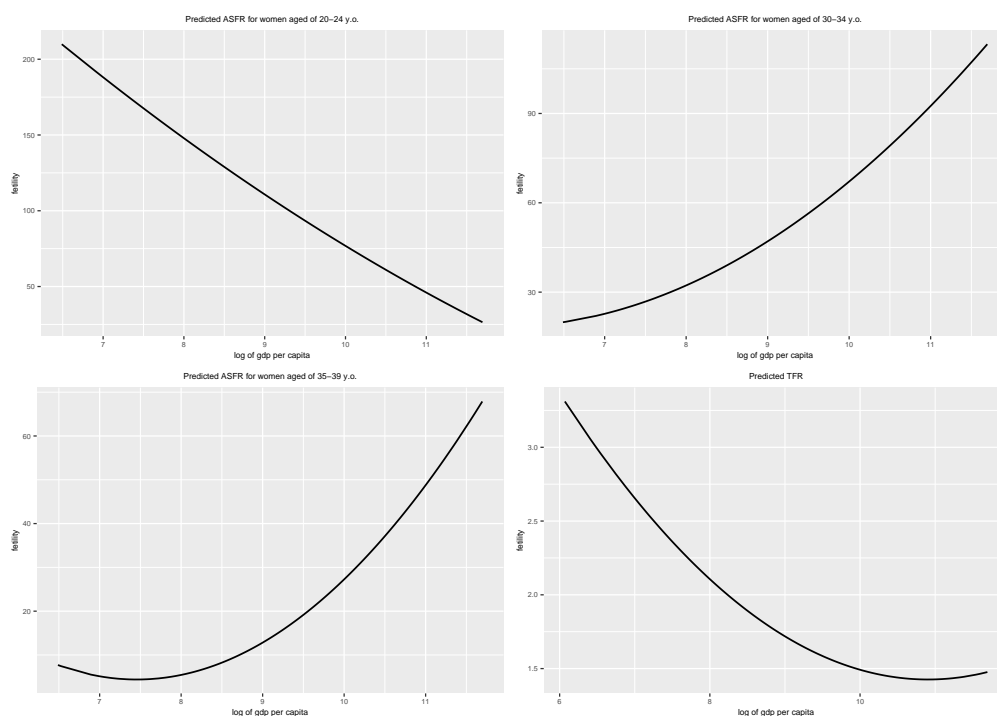 Predicted ASFR for women aged of 20–24 y.o.
200
150
100
50
fetility
7 8 9 10 11
log of gdp per capita
Predicted ASFR for women aged of 30–34 y.o.
90
60
30
fetility
7 8 9 10 11
log of gdp per capita
Predicted ASFR for women aged of 35–39 y.o.
60
40
20
fetility
7 8 9 10 11
log of gdp per capita
Predicted TFR
3.0
2.5
2.0
1.5
fetility
6 8 10
log of gdp per capita